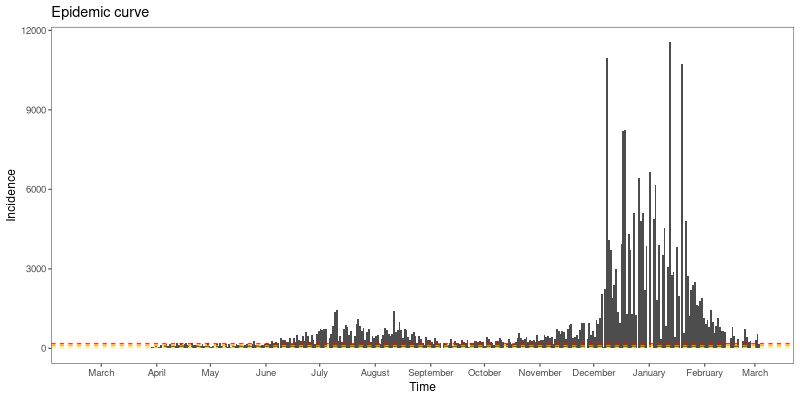 Epidemic curve
12000
9000
6000
3000
0
Incidence
March April May June July August September October November December January February March
Time